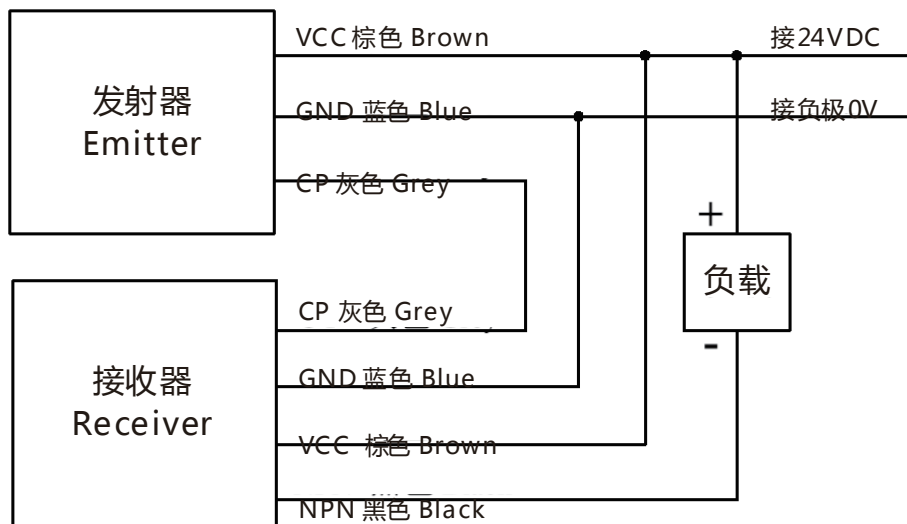 VCC 棕色 Brown
接24VDC
发射器
Emitter
GND 蓝色 Blue
接负极0V
CP 灰色 Grey
+
负载
-
CP 灰色 Grey
接收器
Receiver
GND 蓝色 Blue
VCC 棕色 Brown
NPN 黑色 Black